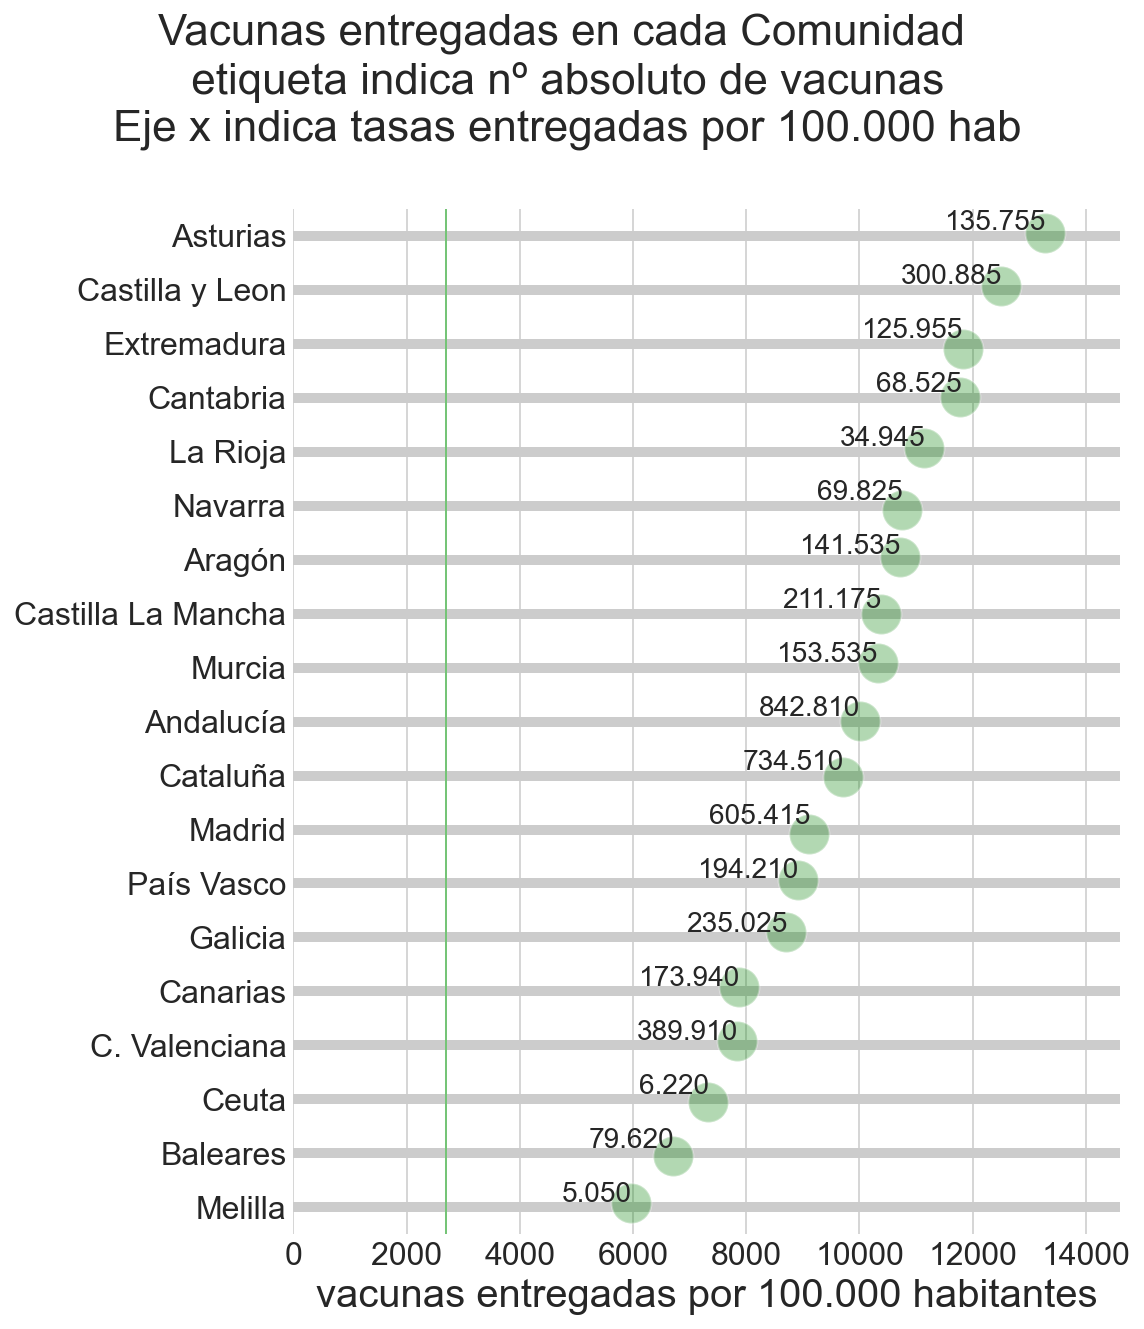 Vacunas entregadas en cada Comunidad
etiqueta indica nº absoluto de vacunas
Eje x indica tasas entregadas por 100.000 hab
Asturias 135.755
Castilla y Leon 300.885
Extremadura 125.955
Cantabria 68.525
La Rioja 34.945
Navarra 69.825
Aragón 141.535
Castilla La Mancha 211.175
Murcia 153.535
Andalucía 842.810
Cataluña 734.510
Madrid 605.415
País Vasco 194.210
Galicia 235.025
Canarias 173.940
C. Valenciana 389.910
Ceuta 6.220
Baleares 79.620
Melilla 5.050
0 2000 4000 6000 8000 10000 12000 14000
vacunas entregadas por 100.000 habitantes